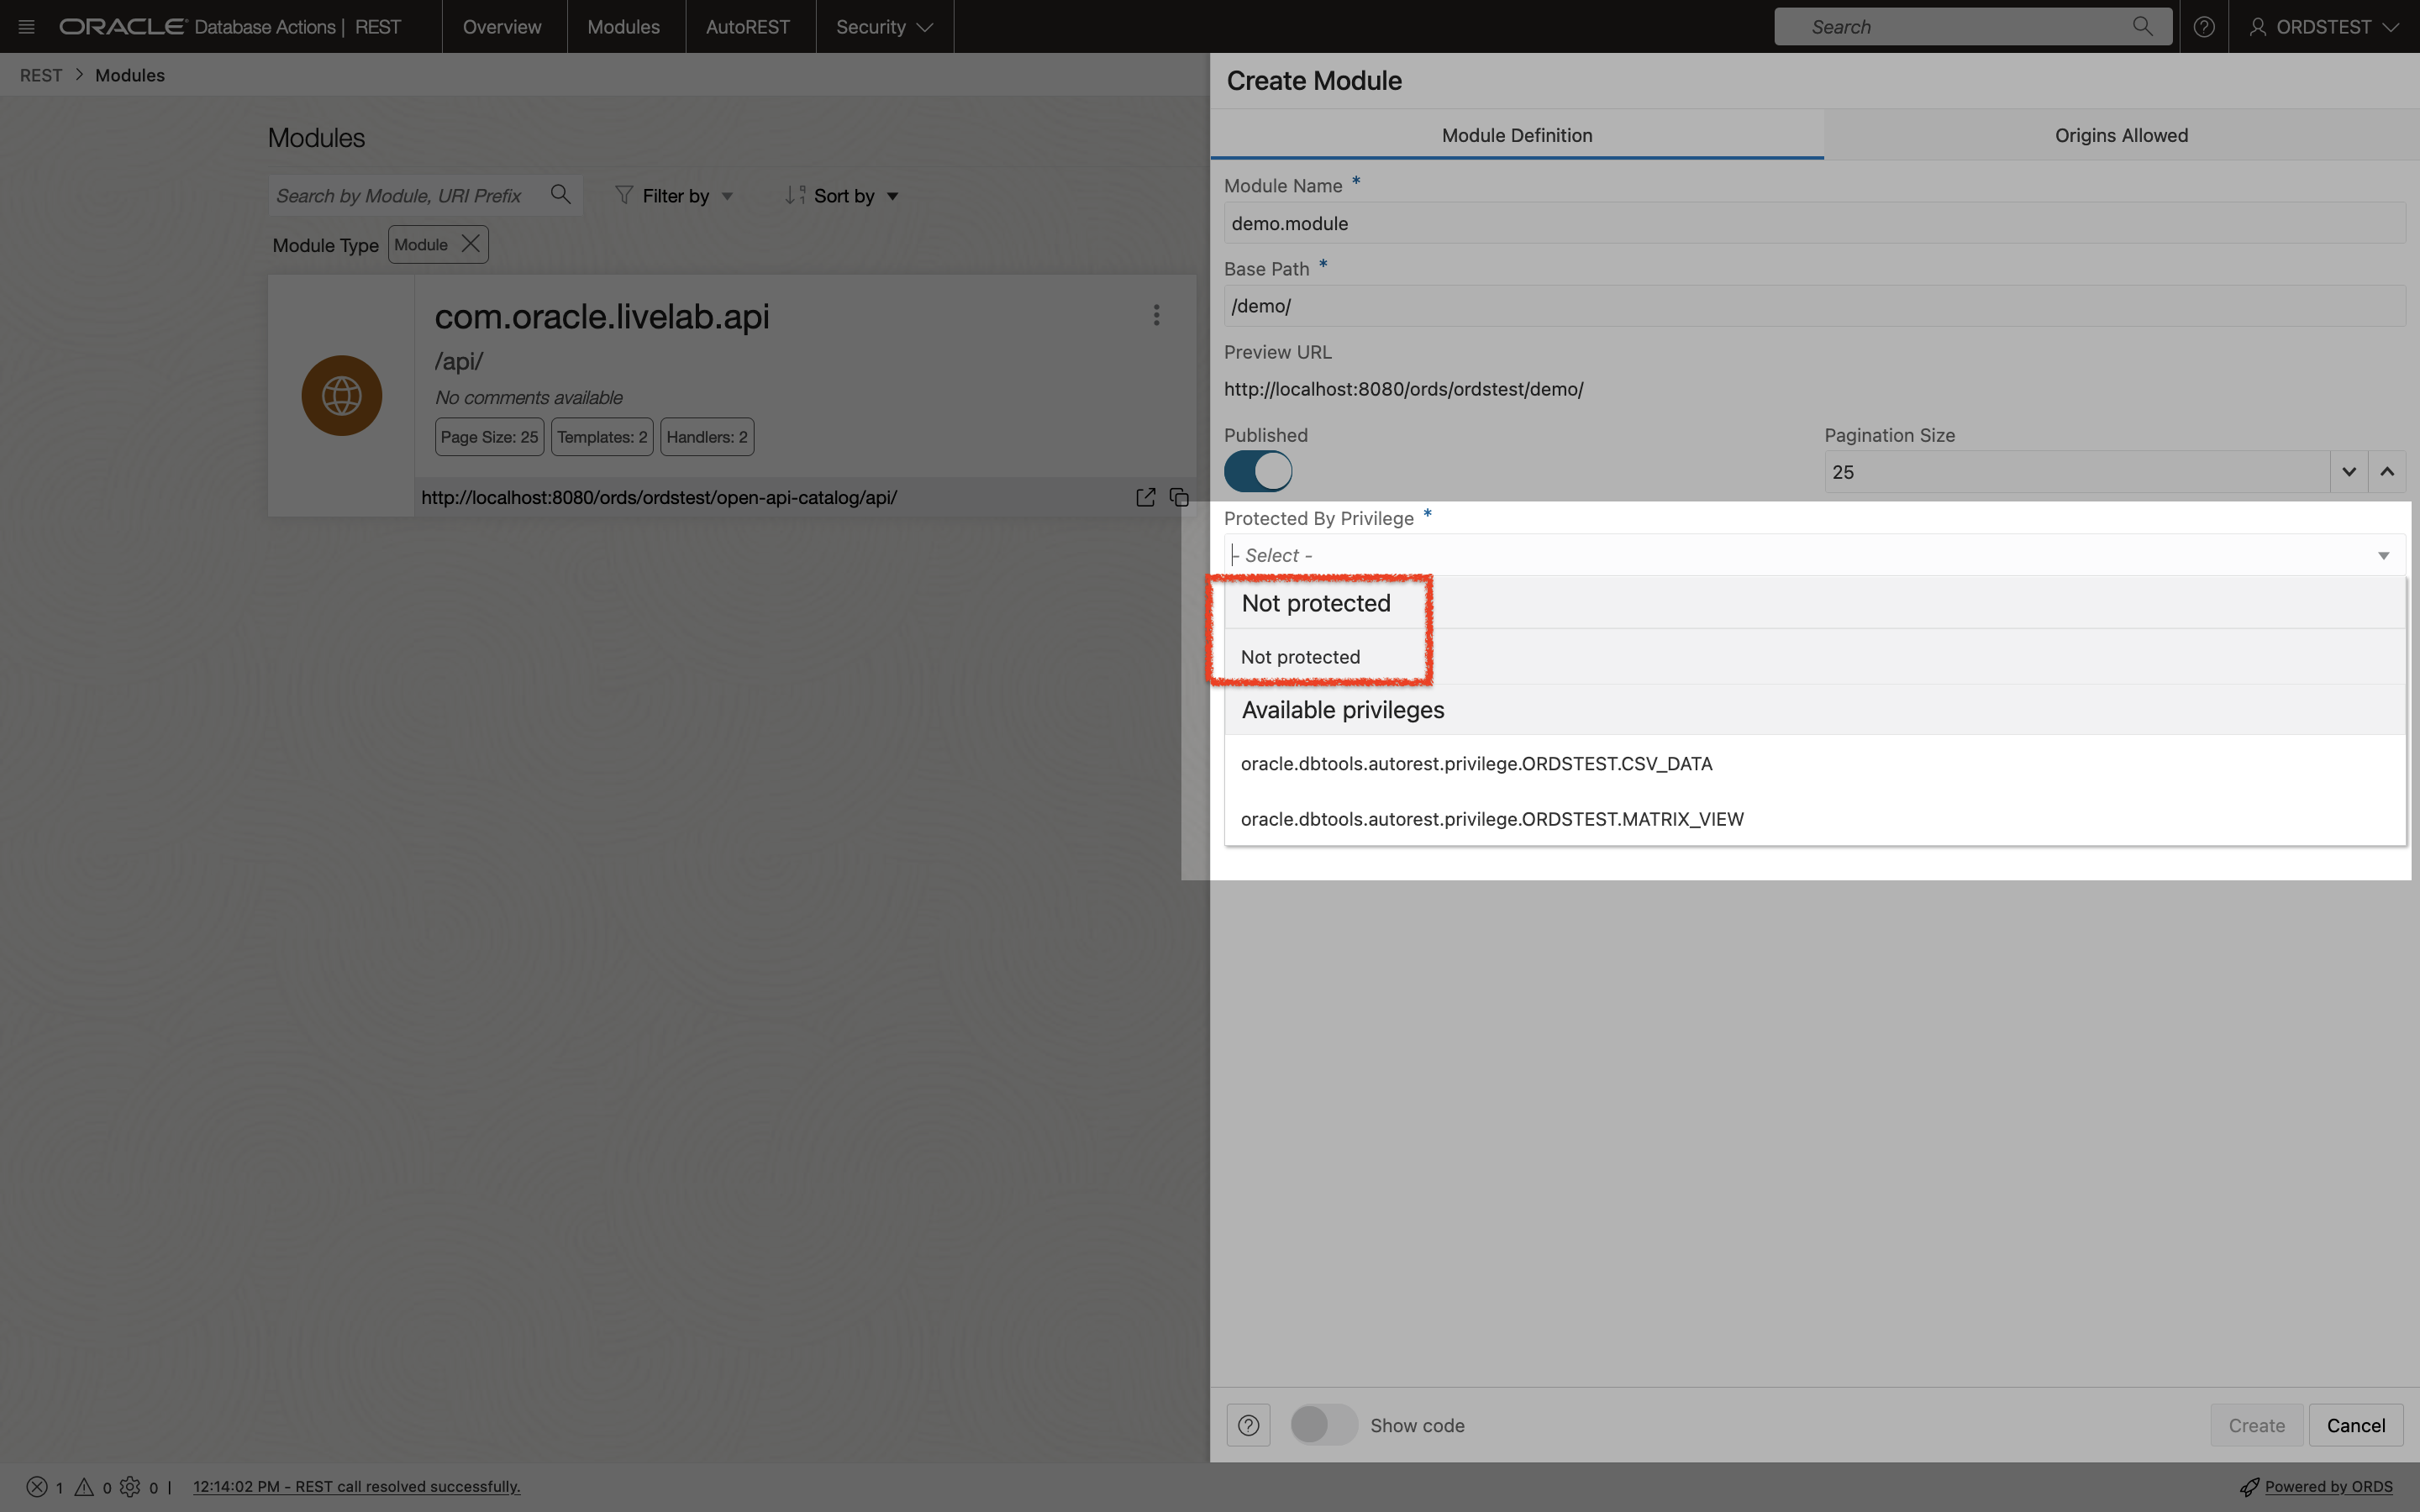 ORACLE Database Actions | REST
Overview
Modules
AutoREST
Security
Search
ORDSTEST
REST > Modules
Modules
Search by Module, URI Prefix
Filter by
Sort by
Module Type
Module
com.oracle.livelab.api
/api/
No comments available
Page Size: 25
Templates: 2
Handlers: 2
http://localhost:8080/ords/ordstest/open-api-catalog/api/
Create Module
Module Definition
Origins Allowed
Module Name *
demo.module
Base Path *
/demo/
Preview URL
http://localhost:8080/ords/ordstest/demo/
Published
Pagination Size
25
Protected By Privilege *
- Select -
Not protected
Not protected
Available privileges
oracle.dbtools.autorest.privilege.ORDSTEST.CSV_DATA
oracle.dbtools.autorest.privilege.ORDSTEST.MATRIX_VIEW
Show code
Create
Cancel
1 0 0 | 12:14:02 PM - REST call resolved successfully.
Powered by ORDS